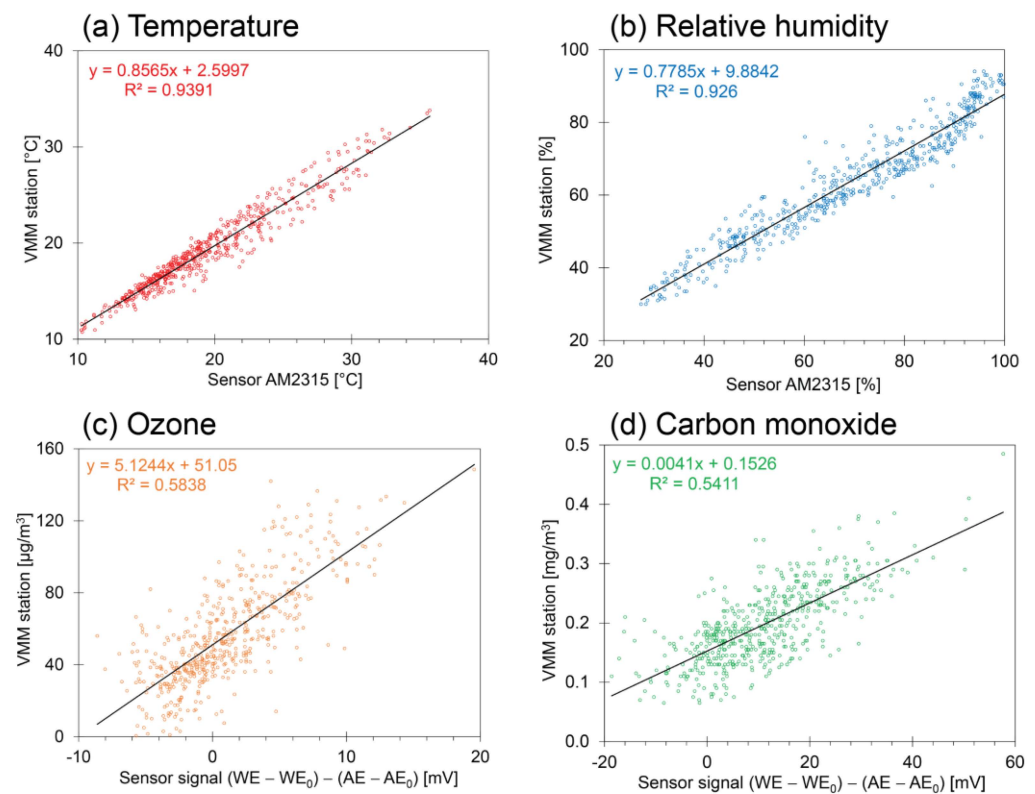 (a) Temperature
y = 0.8565x + 2.5997
R² = 0.9391
40
30
20
10
VMM station [°C]
10 20 30 40
Sensor AM2315 [°C]
(b) Relative humidity
y = 0.7785x + 9.8842
R² = 0.926
100
80
60
40
20
VMM station [%]
20 40 60 80 100
Sensor AM2315 [%]
(c) Ozone
y = 5.1244x + 51.05
R² = 0.5838
160
120
80
40
0
VMM station [µg/m³]
-10 0 10 20
Sensor signal (WE – WE₀) – (AE – AE₀) [mV]
(d) Carbon monoxide
y = 0.0041x + 0.1526
R² = 0.5411
0.5
0.4
0.3
0.2
0.1
0.0
VMM station [mg/m³]
-20 0 20 40 60
Sensor signal (WE – WE₀) – (AE – AE₀) [mV]